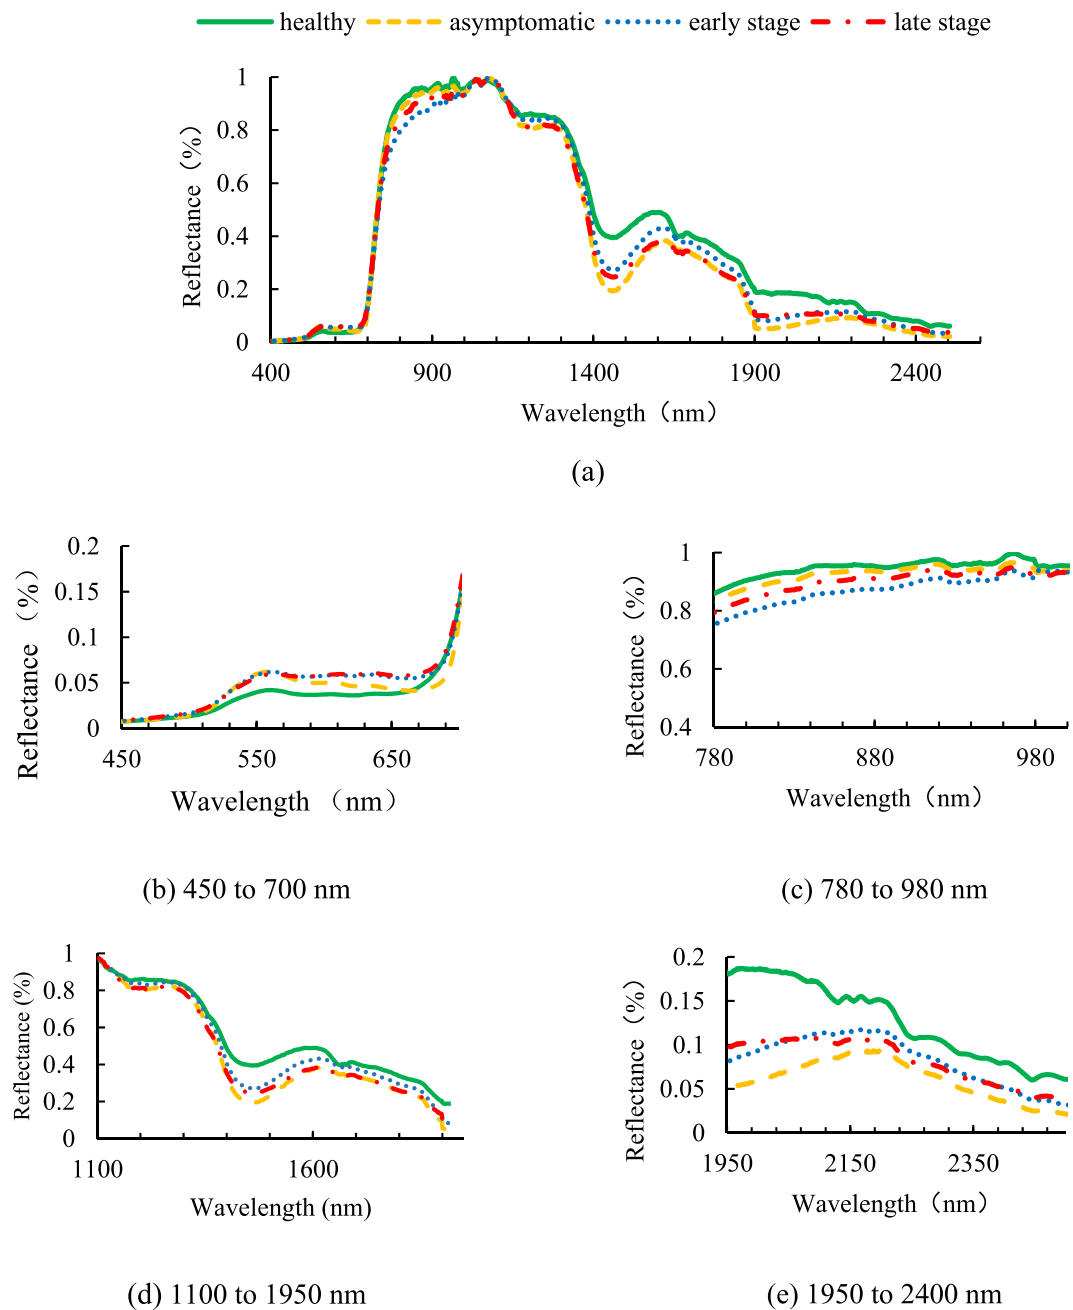 healthy asymptomatic early stage late stage
1
0.8
0.6
0.4
0.2
0
Reflectance（%）
400 900 1400 1900 2400
Wavelength（nm）
(a)
0.2
0.15
0.1
0.05
0
Reflectance （%）
450 550 650
Wavelength （nm）
(b) 450 to 700 nm
1
0.8
0.6
0.4
Reflectance（%）
780 880 980
Wavelength（nm）
(c) 780 to 980 nm
1
0.8
0.6
0.4
0.2
0
Reflectance (%)
1100 1600
Wavelength (nm)
(d) 1100 to 1950 nm
0.2
0.15
0.1
0.05
0
Reflectance（%）
1950 2150 2350
Wavelength（nm）
(e) 1950 to 2400 nm